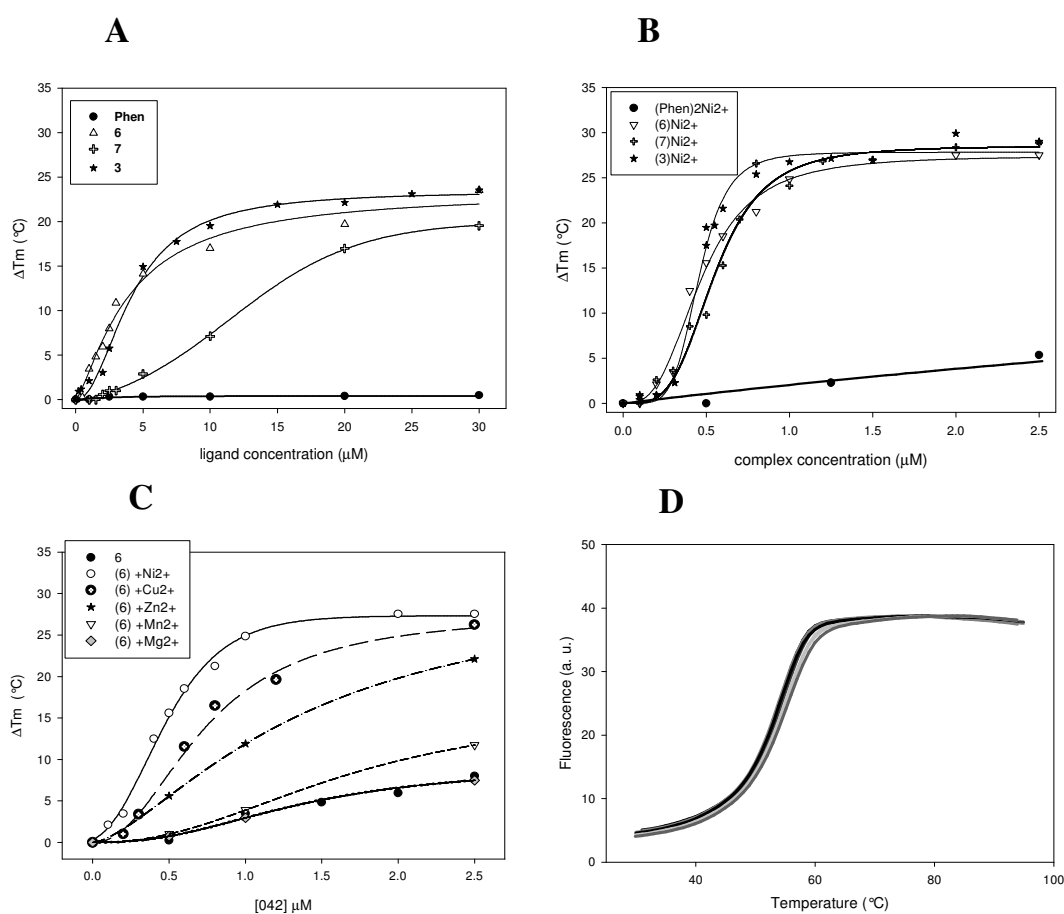 A
35
30
25
20
15
10
5
0
ΔTm (°C)
Phen
6
7
3
0 5 10 15 20 25 30
ligand concentration (μM)
B
35
30
25
20
15
10
5
0
ΔTm (°C)
(Phen)2Ni2+
(6)Ni2+
(7)Ni2+
(3)Ni2+
0.0 0.5 1.0 1.5 2.0 2.5
complex concentration (μM)
C
35
30
25
20
15
10
5
0
ΔTm (°C)
6
(6) +Ni2+
(6) +Cu2+
(6) +Zn2+
(6) +Mn2+
(6) +Mg2+
0.0 0.5 1.0 1.5 2.0 2.5
[042] μM
D
50
40
30
20
10
0
Fluorescence (a. u.)
40 60 80 100
Temperature (°C)